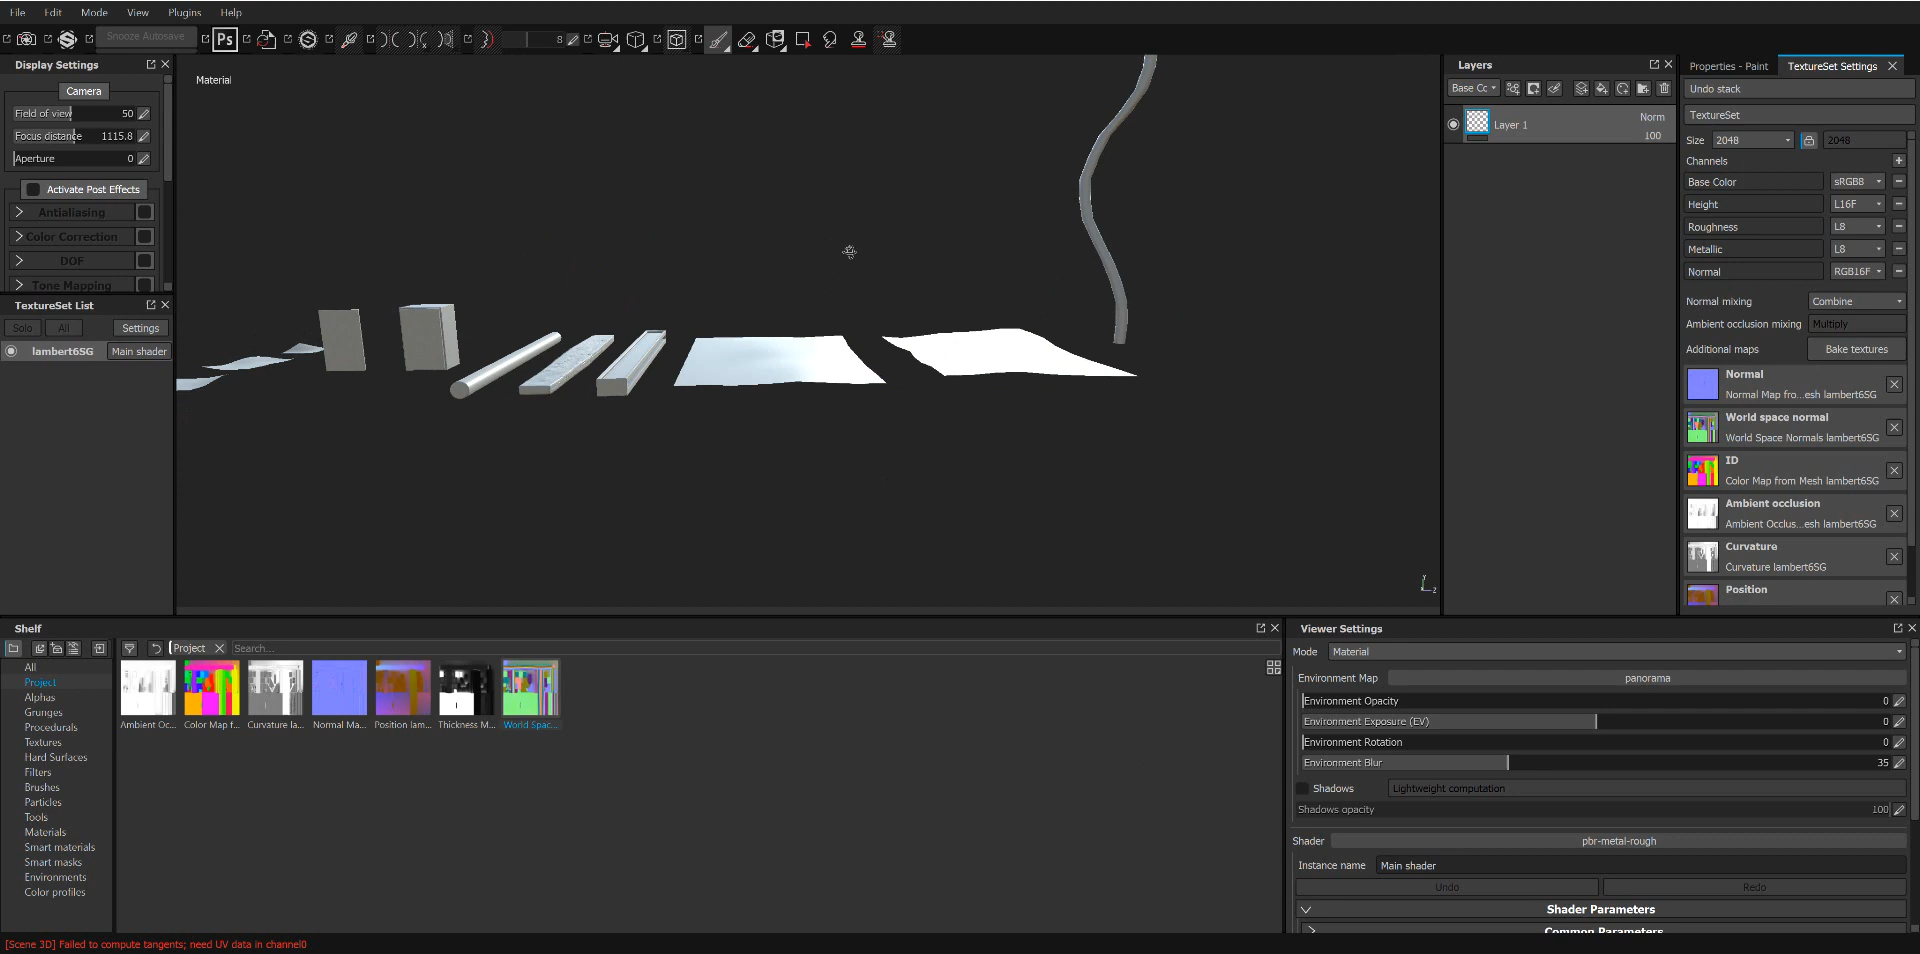 File Edit Mode View Plugins Help
Snooze Autosave
Ps
8
Display Settings
Camera
Field of view 50
Focus distance 1115.8
Aperture 0
Activate Post Effects
Antialiasing
Color Correction
DOF
Tone Mapping
TextureSet List
Solo All Settings
lambert6SG Main shader
Material
Y
Z
Layers
Base Cc
Layer 1
Norm
100
Properties - Paint TextureSet Settings
Undo stack
TextureSet
Size 2048 2048
Channels
Base Color sRGB8
Height L16F
Roughness L8
Metallic L8
Normal RGB16F
Normal mixing Combine
Ambient occlusion mixing Multiply
Additional maps Bake textures
Normal
Normal Map fro...esh lambert6SG
World space normal
World Space Normals lambert6SG
ID
Color Map from Mesh lambert6SG
Ambient occlusion
Ambient Occlus...esh lambert6SG
Curvature
Curvature lambert6SG
Position
Shelf
Project Search...
All
Project
Alphas
Grunges
Procedurals
Textures
Hard Surfaces
Filters
Brushes
Particles
Tools
Materials
Smart materials
Smart masks
Environments
Color profiles
Ambient Oc... Color Map f... Curvature la... Normal Ma... Position lam... Thickness M... World Spac...
Viewer Settings
Mode Material
Environment Map panorama
Environment Opacity 0
Environment Exposure (EV) 0
Environment Rotation 0
Environment Blur 35
Shadows Lightweight computation
Shadows opacity 100
Shader pbr-metal-rough
Instance name Main shader
Undo Redo
Shader Parameters
Common Parameters
[Scene 3D] Failed to compute tangents; need UV data in channel0